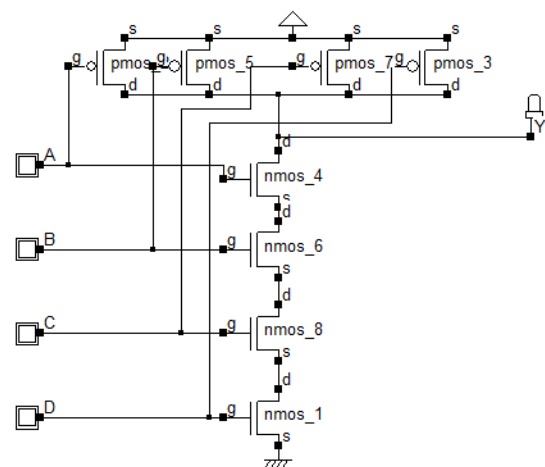 s s s s
g pmos_ g pmos_5 g pmos_7 g pmos_3
d d d d
Y
d
A
g nmos_4
s
d
B
g nmos_6
s
d
C
g nmos_8
s
d
D
g nmos_1
s